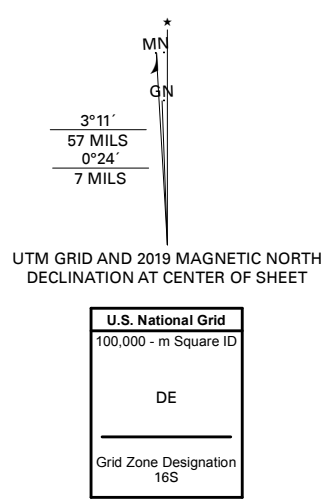 MN
GN
3°11´
57 MILS
0°24´
7 MILS
UTM GRID AND 2019 MAGNETIC NORTH
DECLINATION AT CENTER OF SHEET
U.S. National Grid
100,000 - m Square ID
DE
Grid Zone Designation
16S